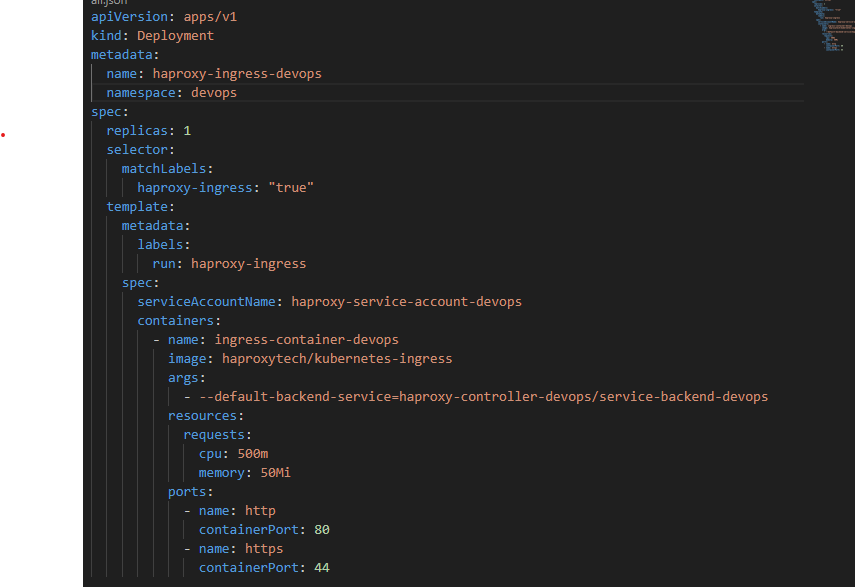 all.json
apiVersion: apps/v1
kind: Deployment
metadata:
  name: haproxy-ingress-devops
  namespace: devops
spec:
  replicas: 1
  selector:
    matchLabels:
      haproxy-ingress: "true"
  template:
    metadata:
      labels:
        run: haproxy-ingress
    spec:
      serviceAccountName: haproxy-service-account-devops
      containers:
        - name: ingress-container-devops
          image: haproxytech/kubernetes-ingress
          args:
            - --default-backend-service=haproxy-controller-devops/service-backend-devops
          resources:
            requests:
              cpu: 500m
              memory: 50Mi
          ports:
            - name: http
              containerPort: 80
            - name: https
              containerPort: 44